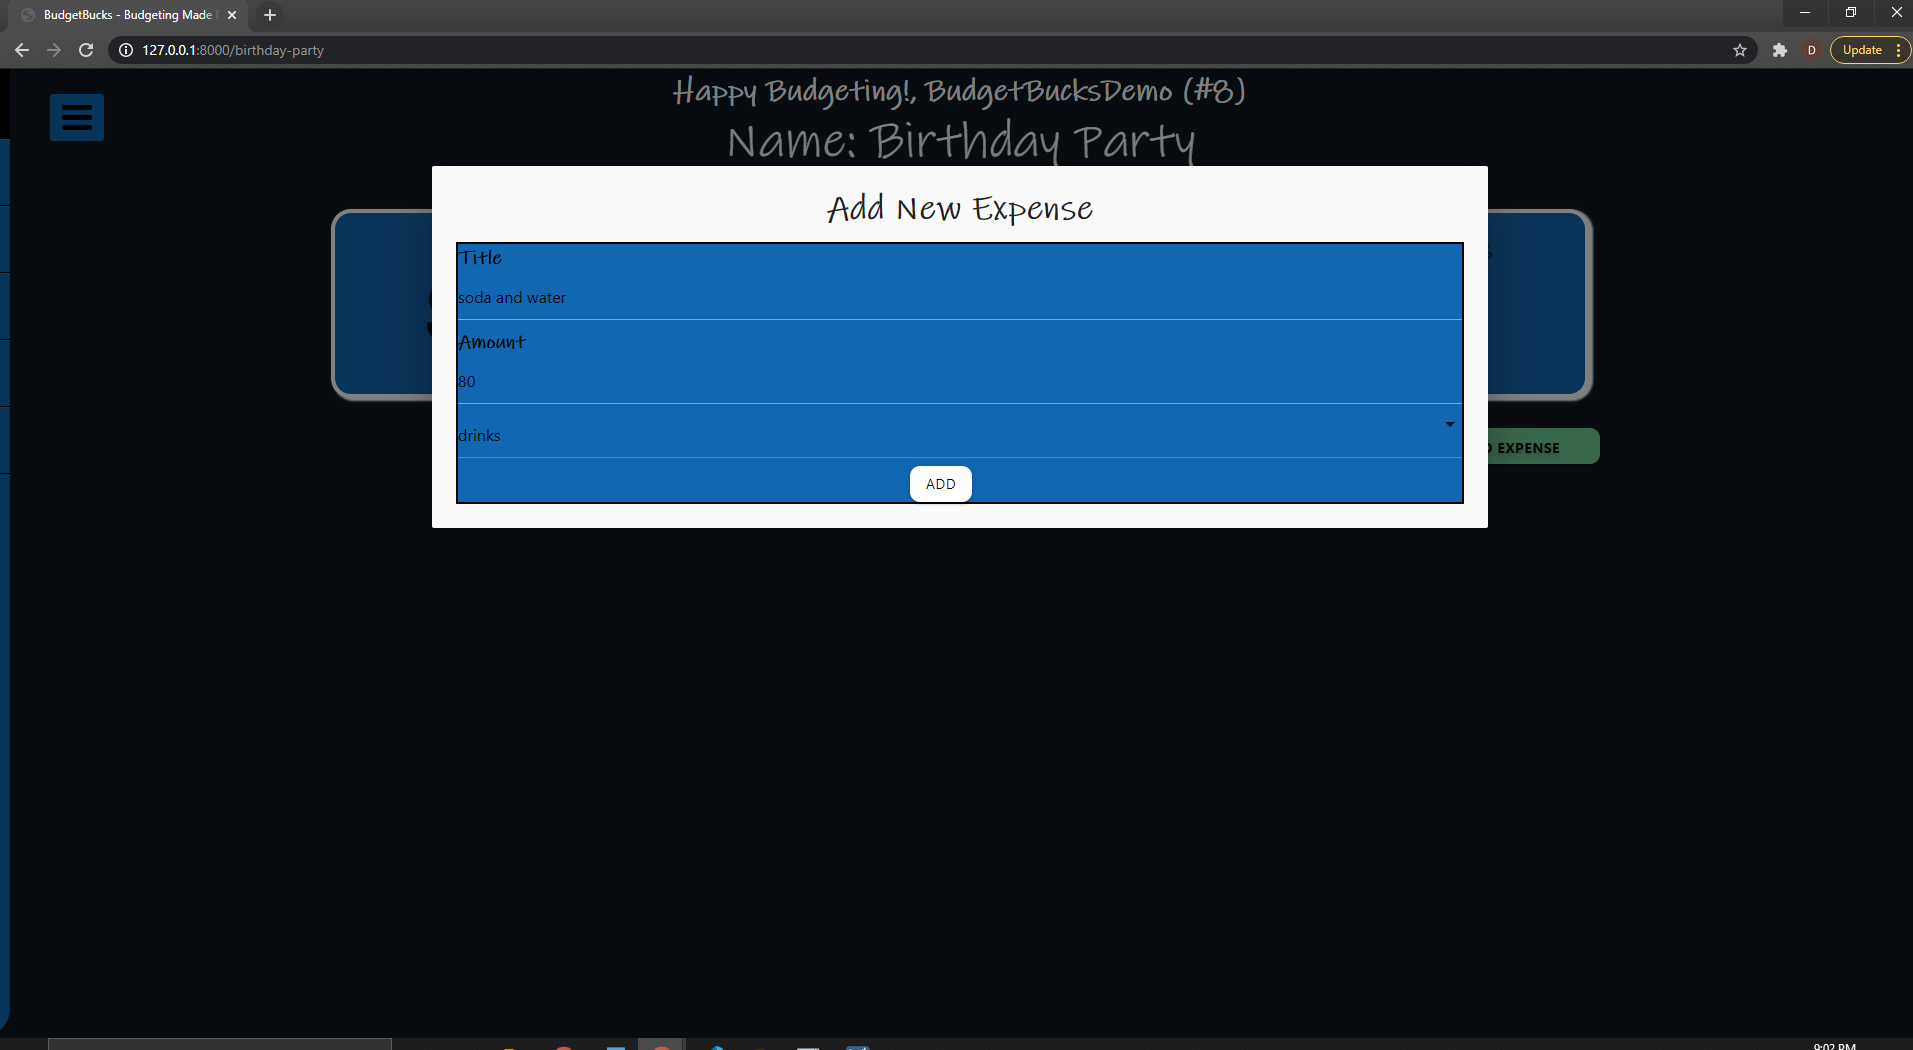 BudgetBucks - Budgeting Made
127.0.0.1:8000/birthday-party
D
Update
Happy Budgeting!, BudgetBucksDemo (#8)
Name: Birthday Party
Add New Expense
Title
soda and water
Amount
80
drinks
EXPENSE
ADD
9:02 PM